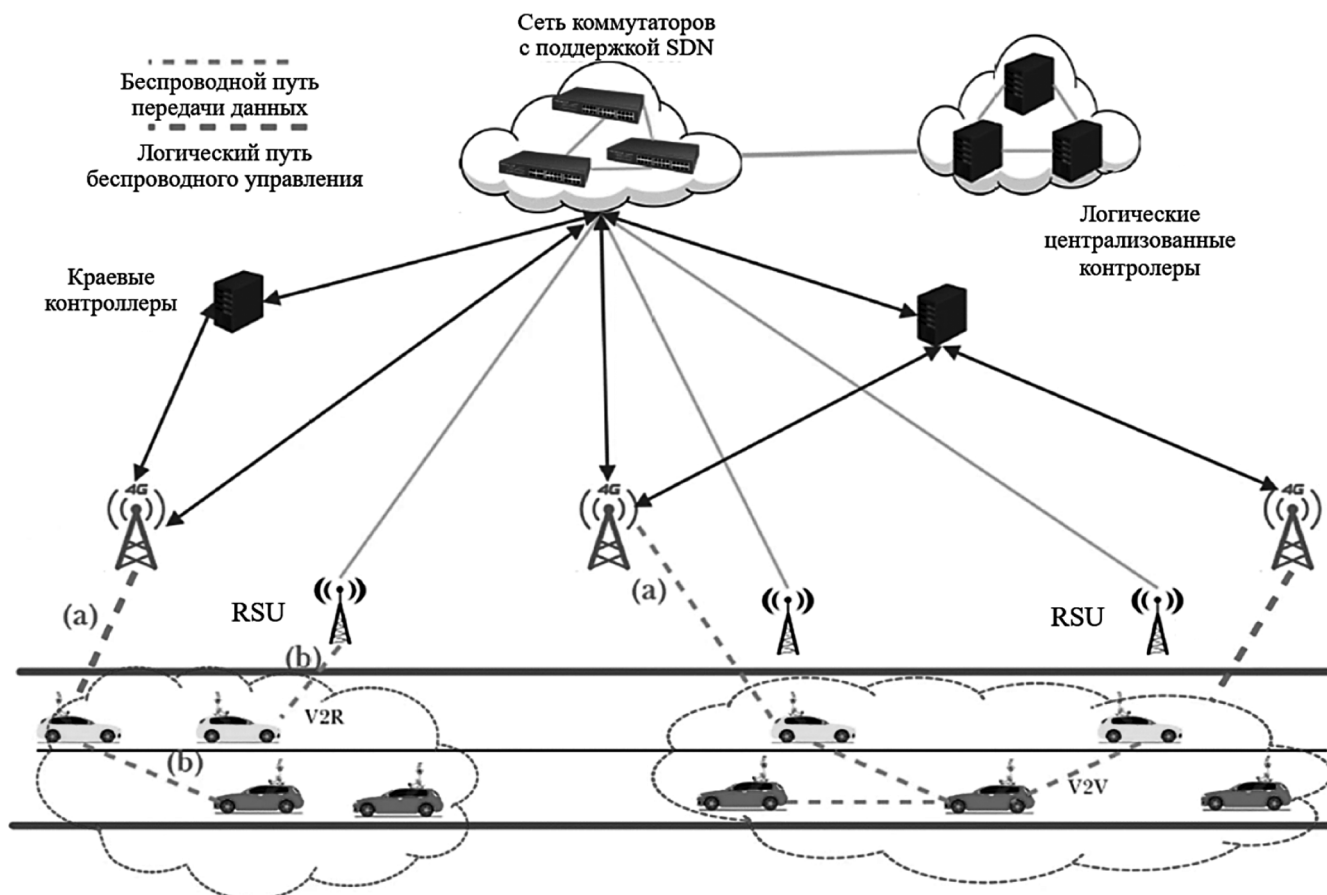 Сеть коммутаторов
с поддержкой SDN
Беспроводной путь
передачи данных
Логический путь
беспроводного управления
Логические
централизованные
контролеры
Краевые
контроллеры
4G
4G
4G
(a)
RSU
(b)
(a)
RSU
V2R
(b)
V2V